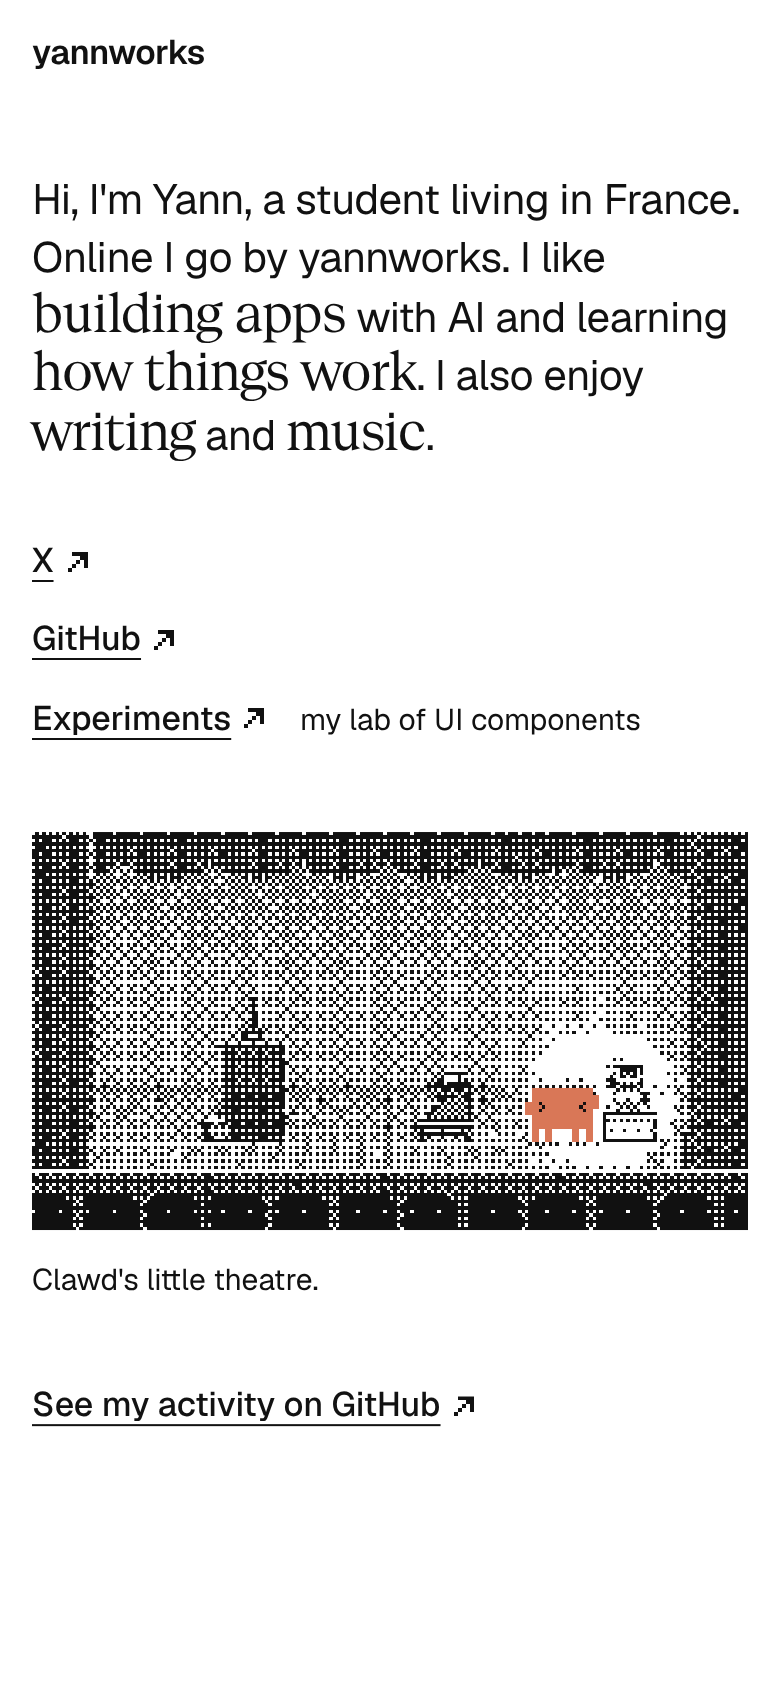 yannworks
Hi, I'm Yann, a student living in France.
Online I go by yannworks. I like
building apps with AI and learning
how things work. I also enjoy
writing and music.
X
GitHub
Experiments my lab of UI components
Clawd's little theatre.
See my activity on GitHub